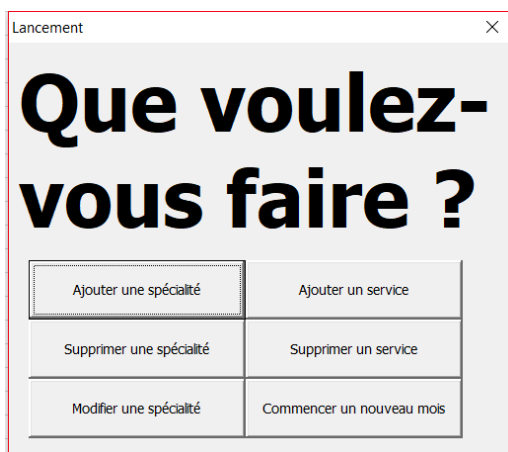 Lancement
Que voulez-
vous faire ?
Ajouter une spécialité
Ajouter un service
Supprimer une spécialité
Supprimer un service
Modifier une spécialité
Commencer un nouveau mois